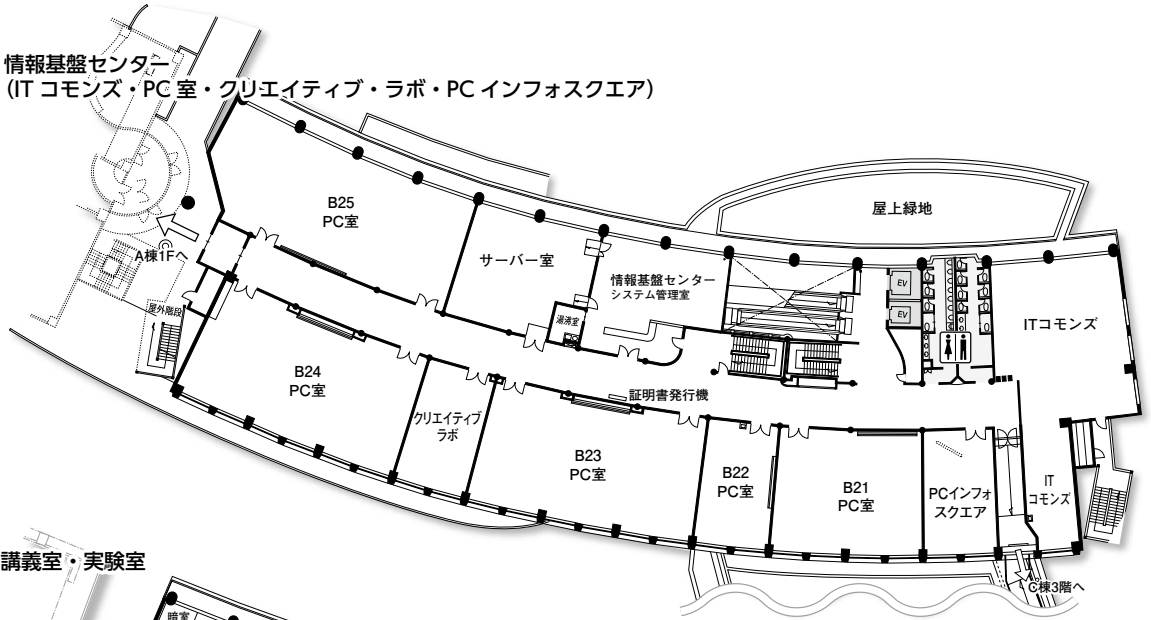 情報基盤センター
（IT コモンズ・PC 室・クリエイティブ・ラボ・PC インフォスクエア）
屋上緑地
B25
PC室
サーバー室
情報基盤センター
システム管理室
湯沸室
EV
EV
ITコモンズ
A棟1Fへ
屋外階段
B24
PC室
クリエイティブ
ラボ
証明書発行機
B23
PC室
B22
PC室
B21
PC室
PCインフォ
スクエア
IT
コモンズ
C棟3階へ
講義室・実験室
暗室